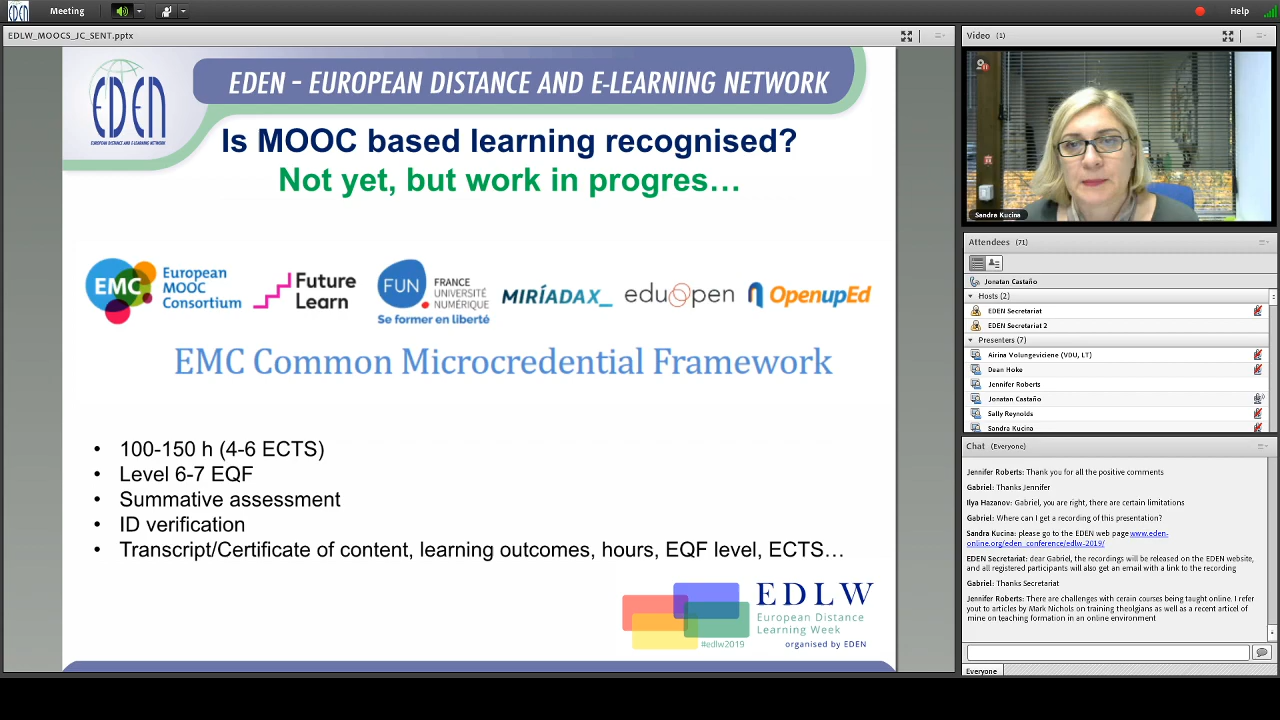 EDEN
Meeting
Help
EDLW_MOOCS_JC_SENT.pptx
EDEN
EUROPEAN DISTANCE AND E-LEARNING NETWORK
EDEN – EUROPEAN DISTANCE AND E-LEARNING NETWORK
Is MOOC based learning recognised?
Not yet, but work in progres…
EMC
European
MOOC
Consortium
Future
Learn
FUN
FRANCE
UNIVERSITÉ
NUMÉRIQUE
Se former en liberté
MIRÍADAX_
eduOpen
OpenupEd
EMC Common Microcredential Framework
• 100-150 h (4-6 ECTS)
• Level 6-7 EQF
• Summative assessment
• ID verification
• Transcript/Certificate of content, learning outcomes, hours, EQF level, ECTS…
EDLW
European Distance
Learning Week
#edlw2019
organised by EDEN
Video (1)
Sandra Kucina
Attendees (71)
Jonatan Castaño
Hosts (2)
EDEN Secretariat
EDEN Secretariat 2
Presenters (7)
Airina Volungeviciene (VDU, LT)
Dean Hoke
Jennifer Roberts
Jonatan Castaño
Sally Reynolds
Sandra Kucina
Chat (Everyone)
Jennifer Roberts: Thank you for all the positive comments
Gabriel: Thanks Jennifer
Ilya Hazanov: Gabriel, you are right, there are certain limitations
Gabriel: Where can I get a recording of this presentation?
Sandra Kucina: please go to the EDEN web page www.eden-
online.org/eden_conference/edlw-2019/
EDEN Secretariat: dear Gabriel, the recordings will be released on the EDEN website,
and all registered participants will also get an email with a link to the recording
Gabriel: Thanks Secretariat
Jennifer Roberts: There are challenges with cerain courses being taught online. I refer
yout to articles by Mark Nichols on training theolgians as well as a recent articel of
mine on teaching formation in an online environment
Everyone